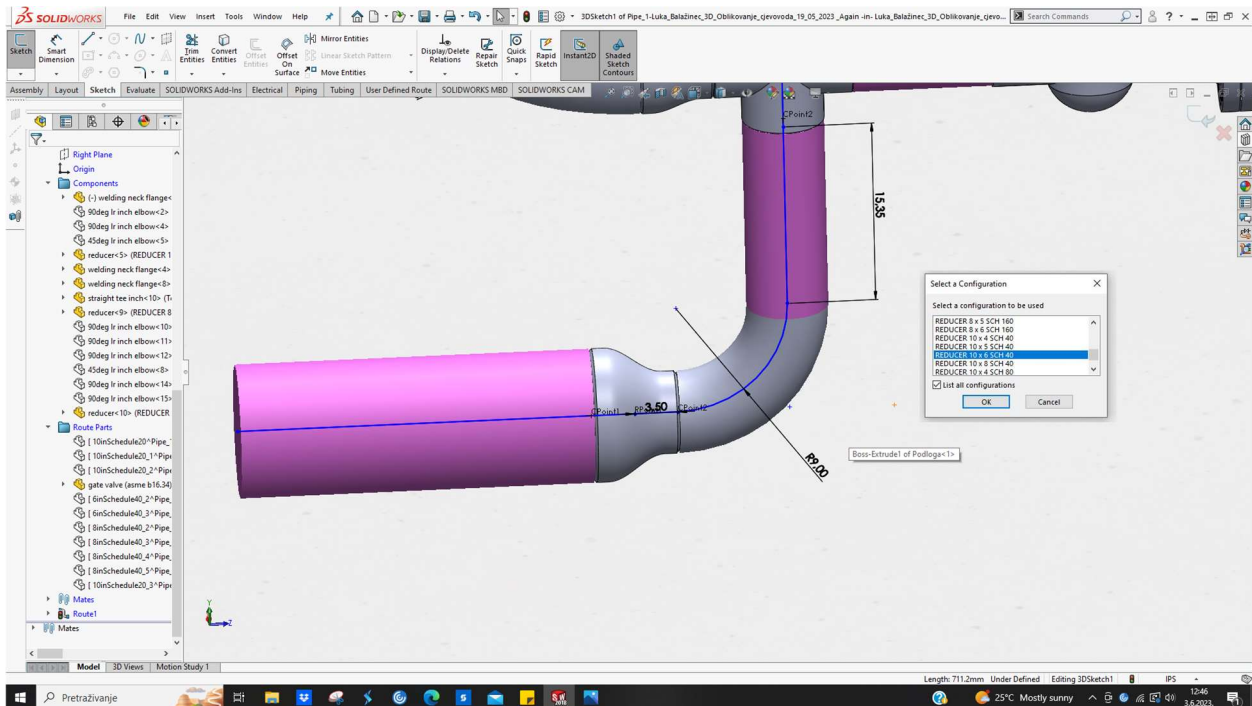 SOLIDWORKS File Edit View Insert Tools Window Help 3DSketch1 of Pipe_1-Luka_Balažinec_3D_Oblikovanje_cjevovoda_19_05_2023 _Again -in- Luka_Balažinec_3D_Oblikovanje_cjevo... Search Commands
Sketch Smart Dimension Trim Entities Convert Entities Offset Entities Offset On Surface Mirror Entities Linear Sketch Pattern Move Entities Display/Delete Relations Repair Sketch Quick Snaps Rapid Sketch Instant2D Shaded Sketch Contours
Assembly Layout Sketch Evaluate SOLIDWORKS Add-Ins Electrical Piping Tubing User Defined Route SOLIDWORKS MBD SOLIDWORKS CAM
Right Plane
Origin
Components
(-) welding neck flange<
90deg lr inch elbow<2>
90deg lr inch elbow<4>
45deg lr inch elbow<5>
reducer<5> (REDUCER 1
welding neck flange<4>
welding neck flange<8>
straight tee inch<10> (T
reducer<9> (REDUCER 8
90deg lr inch elbow<10>
90deg lr inch elbow<11>
90deg lr inch elbow<12>
45deg lr inch elbow<8>
90deg lr inch elbow<14>
90deg lr inch elbow<15>
reducer<10> (REDUCER
Route Parts
[ 10inSchedule20^Pipe_
[ 10inSchedule20_1^Pip
[ 10inSchedule20_2^Pip
gate valve (asme b16.34)
[ 6inSchedule40_2^Pipe_
[ 6inSchedule40_3^Pipe_
[ 8inSchedule40_2^Pipe_
[ 8inSchedule40_3^Pipe_
[ 8inSchedule40_4^Pipe_
[ 8inSchedule40_5^Pipe_
[ 10inSchedule20_3^Pip
Mates
Route1
Mates
CPoint2
15,35
CPoint1
3,50
CPoint2
R9,00
Select a Configuration
Select a configuration to be used
REDUCER 8 x 5 SCH 160
REDUCER 8 x 6 SCH 160
REDUCER 10 x 4 SCH 40
REDUCER 10 x 5 SCH 40
REDUCER 10 x 6 SCH 40
REDUCER 10 x 8 SCH 40
REDUCER 10 x 4 SCH 80
List all configurations
OK Cancel
Boss-Extrude1 of Podloga<1>
Y
Z
Model 3D Views Motion Study 1
Length: 711.2mm Under Defined Editing 3DSketch1 IPS
Pretraživanje 25°C Mostly sunny 12:46
3.6.2023.